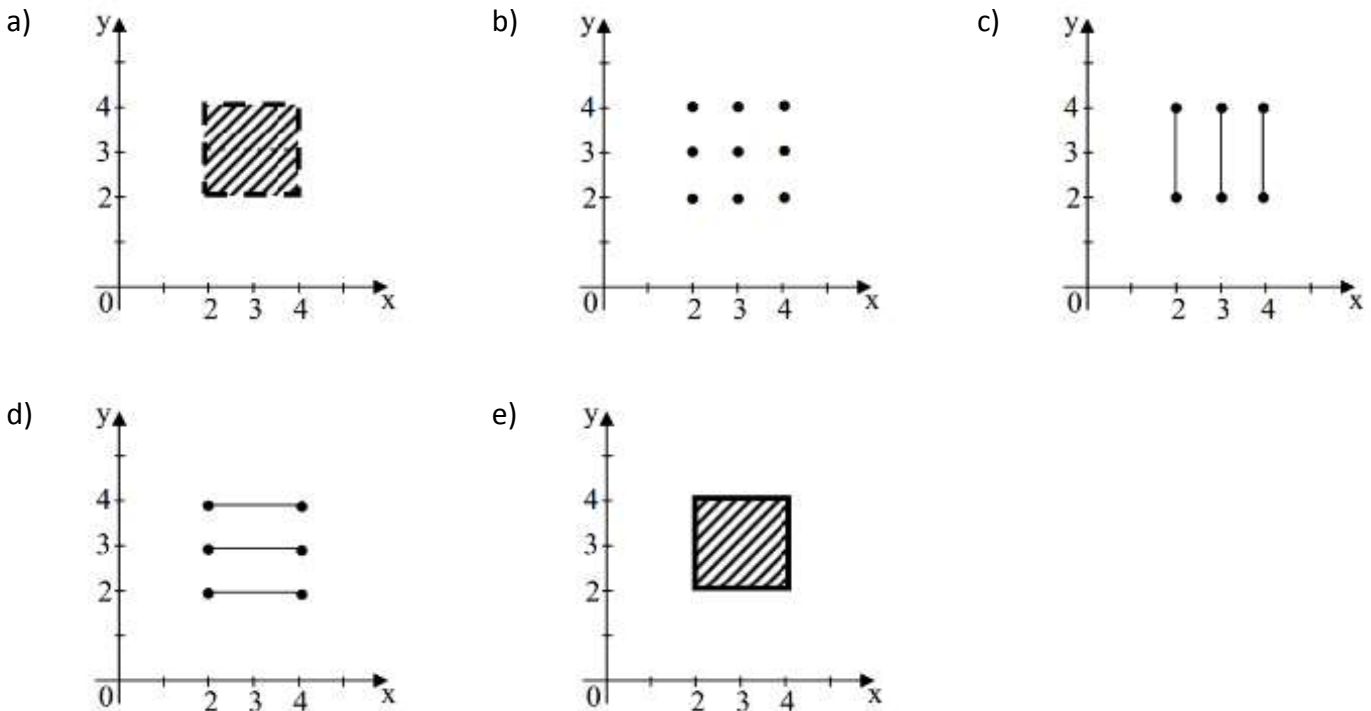 a) b) c)
y y y
4 4 4
3 3 3
2 2 2
0 2 3 4 x 0 2 3 4 x 0 2 3 4 x
d) e)
y y
4 4
3 3
2 2
0 2 3 4 x 0 2 3 4 x